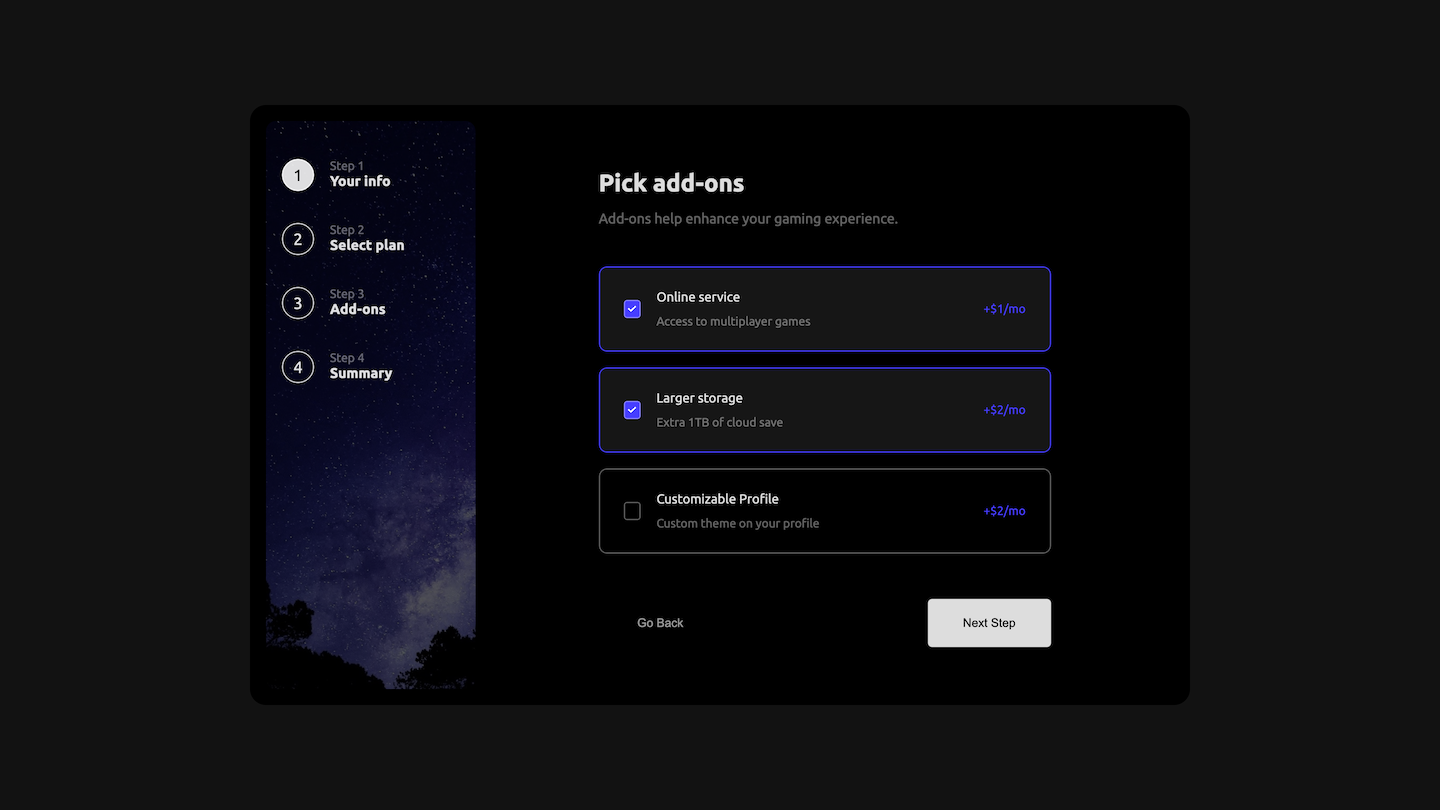 1
Step 1
Your info
2
Step 2
Select plan
3
Step 3
Add-ons
4
Step 4
Summary
Pick add-ons
Add-ons help enhance your gaming experience.
Online service
Access to multiplayer games
+$1/mo
Larger storage
Extra 1TB of cloud save
+$2/mo
Customizable Profile
Custom theme on your profile
+$2/mo
Go Back
Next Step